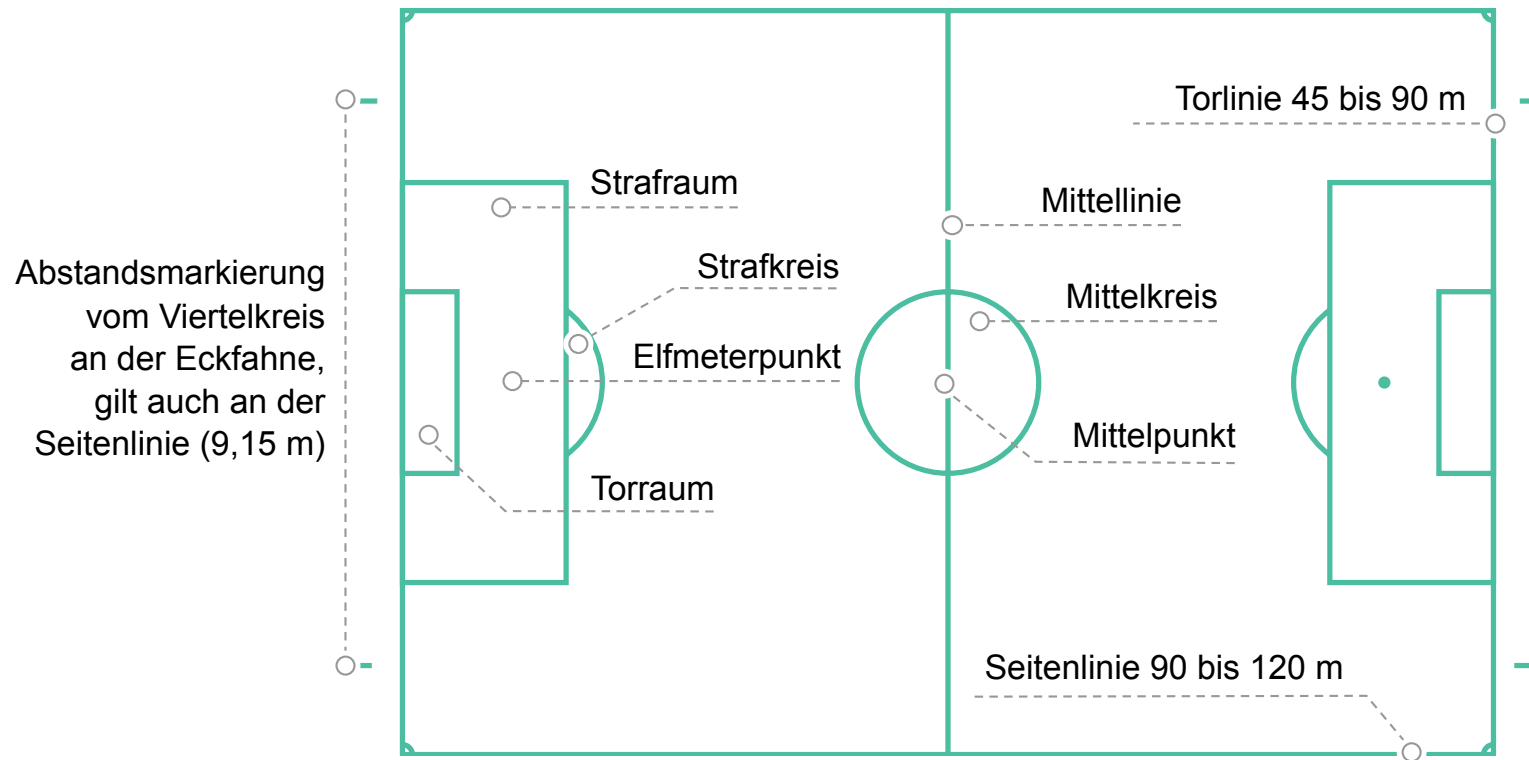 Torlinie 45 bis 90 m
Strafraum
Mittellinie
Abstandsmarkierung
vom Viertelkreis
an der Eckfahne,
gilt auch an der
Seitenlinie (9,15 m)
Strafkreis
Mittelkreis
Elfmeterpunkt
Mittelpunkt
Torraum
Seitenlinie 90 bis 120 m